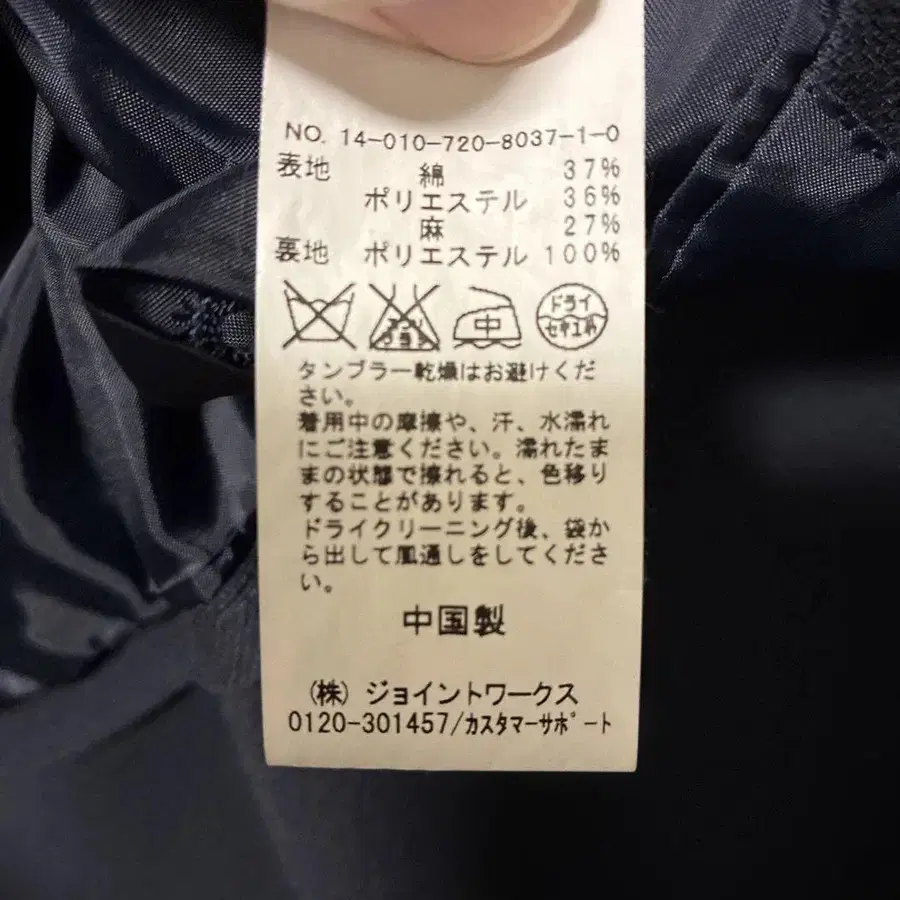 NO. 14-010-720-8037-1-0
表地 綿 37%
ポリエステル 36%
麻 27%
裏地 ポリエステル 100%
エンソ サラシ 中 ドライ セキユ系
タンブラー乾燥はお避けくだ
さい。
着用中の摩擦や、汗、水濡れ
にご注意ください。濡れたま
まの状態で擦れると、色移り
することがあります。
ドライクリーニング後、袋か
ら出して風通しをしてくださ
い。
中国製
(株) ジョイントワークス
0120-301457/カスタマーサポート